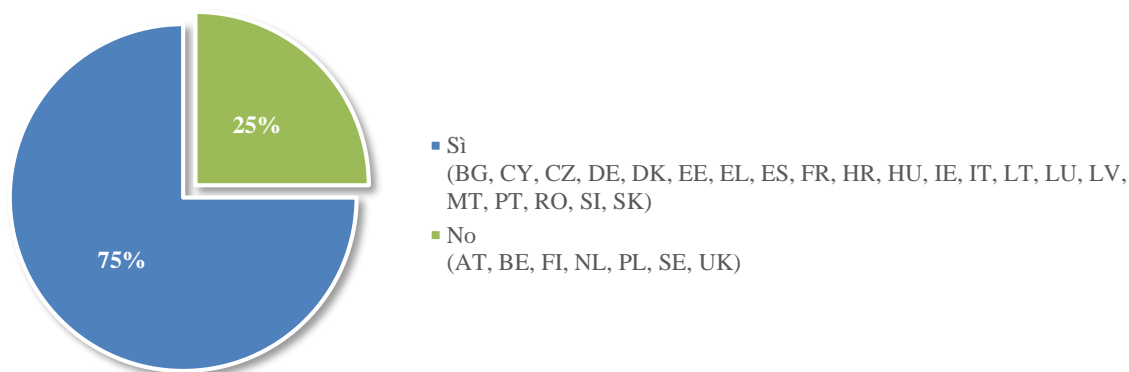 25%
75%
Sì
(BG, CY, CZ, DE, DK, EE, EL, ES, FR, HR, HU, IE, IT, LT, LU, LV,
MT, PT, RO, SI, SK)
No
(AT, BE, FI, NL, PL, SE, UK)